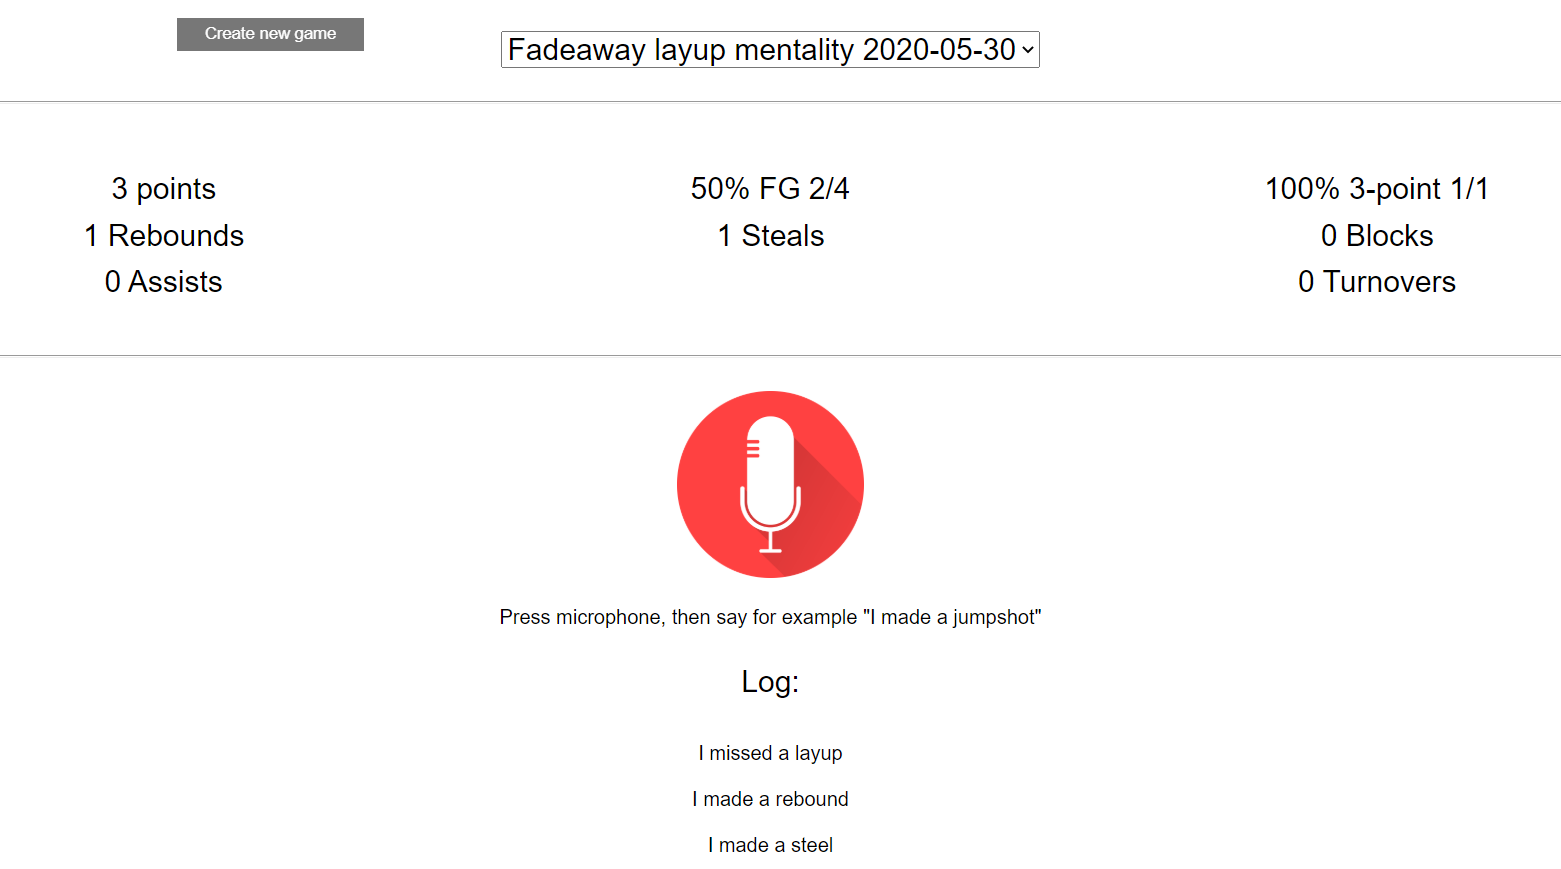 Create new game
Fadeaway layup mentality 2020-05-30
3 points
1 Rebounds
0 Assists
50% FG 2/4
1 Steals
100% 3-point 1/1
0 Blocks
0 Turnovers
Press microphone, then say for example "I made a jumpshot"
Log:
I missed a layup
I made a rebound
I made a steel